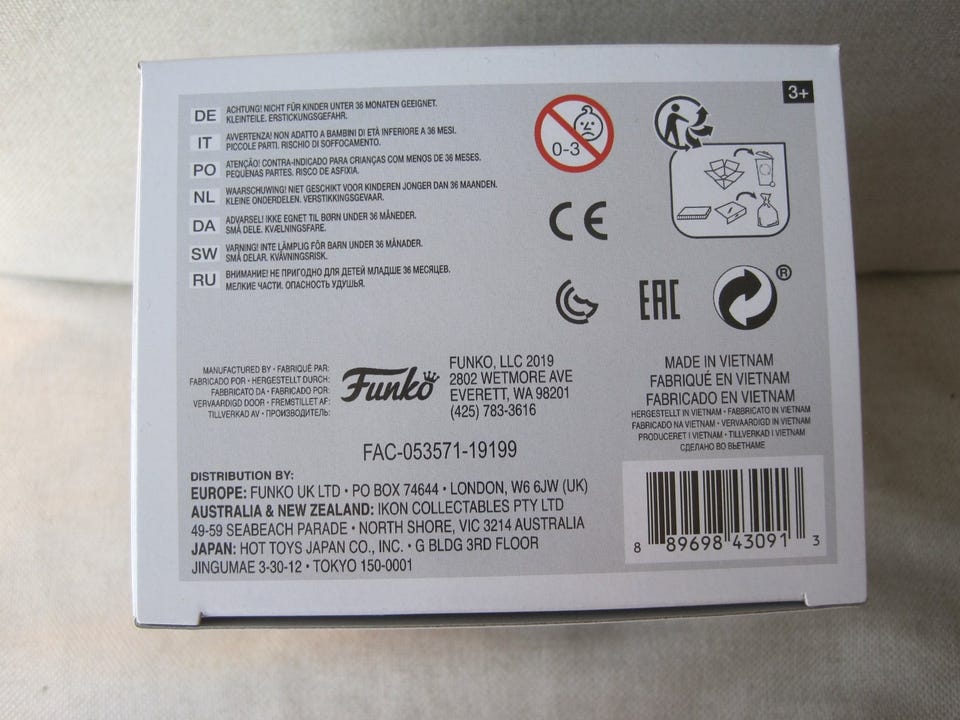 3+
DE ACHTUNG! NICHT FÜR KINDER UNTER 36 MONATEN GEEIGNET.
KLEINTEILE. ERSTICKUNGSGEFAHR.
IT AVVERTENZA! NON ADATTO A BAMBINI DI ETÀ INFERIORE A 36 MESI.
PICCOLE PARTI. RISCHIO DI SOFFOCAMENTO.
PO ATENÇÃO! CONTRA-INDICADO PARA CRIANÇAS COM MENOS DE 36 MESES.
PEQUENAS PARTES. RISCO DE ASFIXIA.
NL WAARSCHUWING! NIET GESCHIKT VOOR KINDEREN JONGER DAN 36 MAANDEN.
KLEINE ONDERDELEN. VERSTIKKINGSGEVAAR.
DA ADVARSEL! IKKE EGNET TIL BØRN UNDER 36 MÅNEDER.
SMÅ DELE. KVÆLNINGSFARE.
SW VARNING! INTE LÄMPLIG FÖR BARN UNDER 36 MÅNADER.
SMÅ DELAR. KVÄVNINGSRISK.
RU ВНИМАНИЕ! НЕ ПРИГОДНО ДЛЯ ДЕТЕЙ МЛАДШЕ 36 МЕСЯЦЕВ.
МЕЛКИЕ ЧАСТИ. ОПАСНОСТЬ УДУШЬЯ.
0-3
CE
EAC
®
MANUFACTURED BY • FABRIQUÉ PAR:
FABRICADO POR • HERGESTELLT DURCH:
FABBRICATO DA • FABRICADO POR:
VERVAARDIGD DOOR • FREMSTILLET AF:
TILLVERKAD AV • ПРОИЗВОДИТЕЛЬ:
Funko
FUNKO, LLC 2019
2802 WETMORE AVE
EVERETT, WA 98201
(425) 783-3616
MADE IN VIETNAM
FABRIQUÉ EN VIETNAM
FABRICADO EN VIETNAM
HERGESTELLT IN VIETNAM • FABBRICATO IN VIETNAM
FABRICADO NA VIETNAM • VERVAARDIGD IN VIETNAM
PRODUCERET I VIETNAM • TILLVERKAD I VIETNAM
СДЕЛАНО ВО ВЬЕТНАМЕ
FAC-053571-19199
DISTRIBUTION BY:
EUROPE: FUNKO UK LTD • PO BOX 74644 • LONDON, W6 6JW (UK)
AUSTRALIA & NEW ZEALAND: IKON COLLECTABLES PTY LTD
49-59 SEABEACH PARADE • NORTH SHORE, VIC 3214 AUSTRALIA
JAPAN: HOT TOYS JAPAN CO., INC. • G BLDG 3RD FLOOR
JINGUMAE 3-30-12 • TOKYO 150-0001
8 89698 43091 3